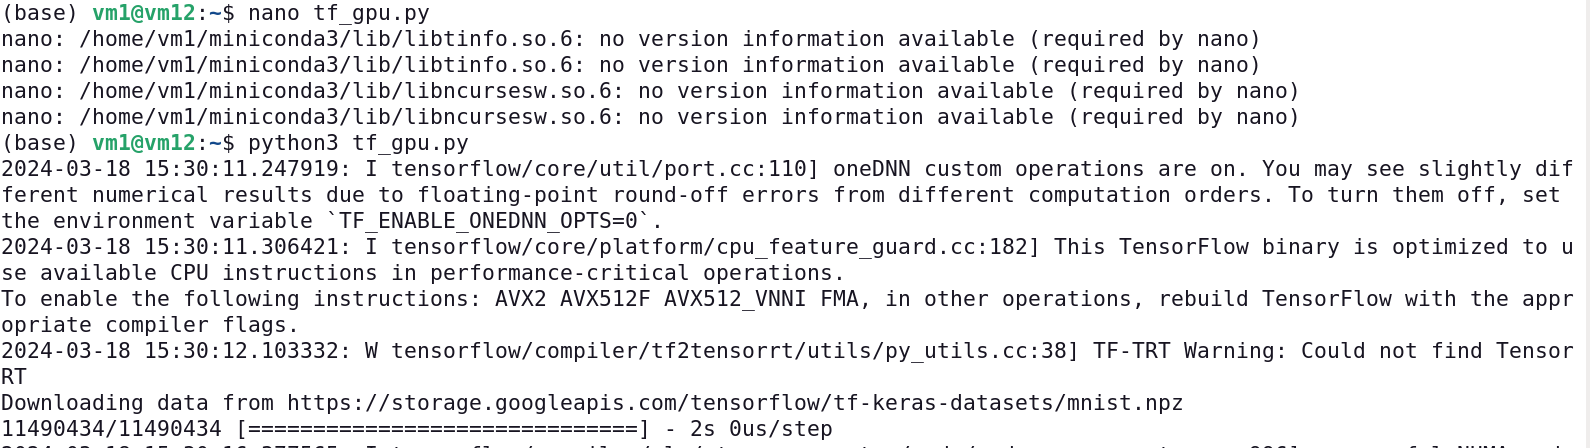 (base) vm1@vm12:~$ nano tf_gpu.py
nano: /home/vm1/miniconda3/lib/libtinfo.so.6: no version information available (required by nano)
nano: /home/vm1/miniconda3/lib/libtinfo.so.6: no version information available (required by nano)
nano: /home/vm1/miniconda3/lib/libncursesw.so.6: no version information available (required by nano)
nano: /home/vm1/miniconda3/lib/libncursesw.so.6: no version information available (required by nano)
(base) vm1@vm12:~$ python3 tf_gpu.py
2024-03-18 15:30:11.247919: I tensorflow/core/util/port.cc:110] oneDNN custom operations are on. You may see slightly dif
ferent numerical results due to floating-point round-off errors from different computation orders. To turn them off, set
the environment variable `TF_ENABLE_ONEDNN_OPTS=0`.
2024-03-18 15:30:11.306421: I tensorflow/core/platform/cpu_feature_guard.cc:182] This TensorFlow binary is optimized to u
se available CPU instructions in performance-critical operations.
To enable the following instructions: AVX2 AVX512F AVX512_VNNI FMA, in other operations, rebuild TensorFlow with the appr
opriate compiler flags.
2024-03-18 15:30:12.103332: W tensorflow/compiler/tf2tensorrt/utils/py_utils.cc:38] TF-TRT Warning: Could not find Tensor
RT
Downloading data from https://storage.googleapis.com/tensorflow/tf-keras-datasets/mnist.npz
11490434/11490434 [==============================] - 2s 0us/step